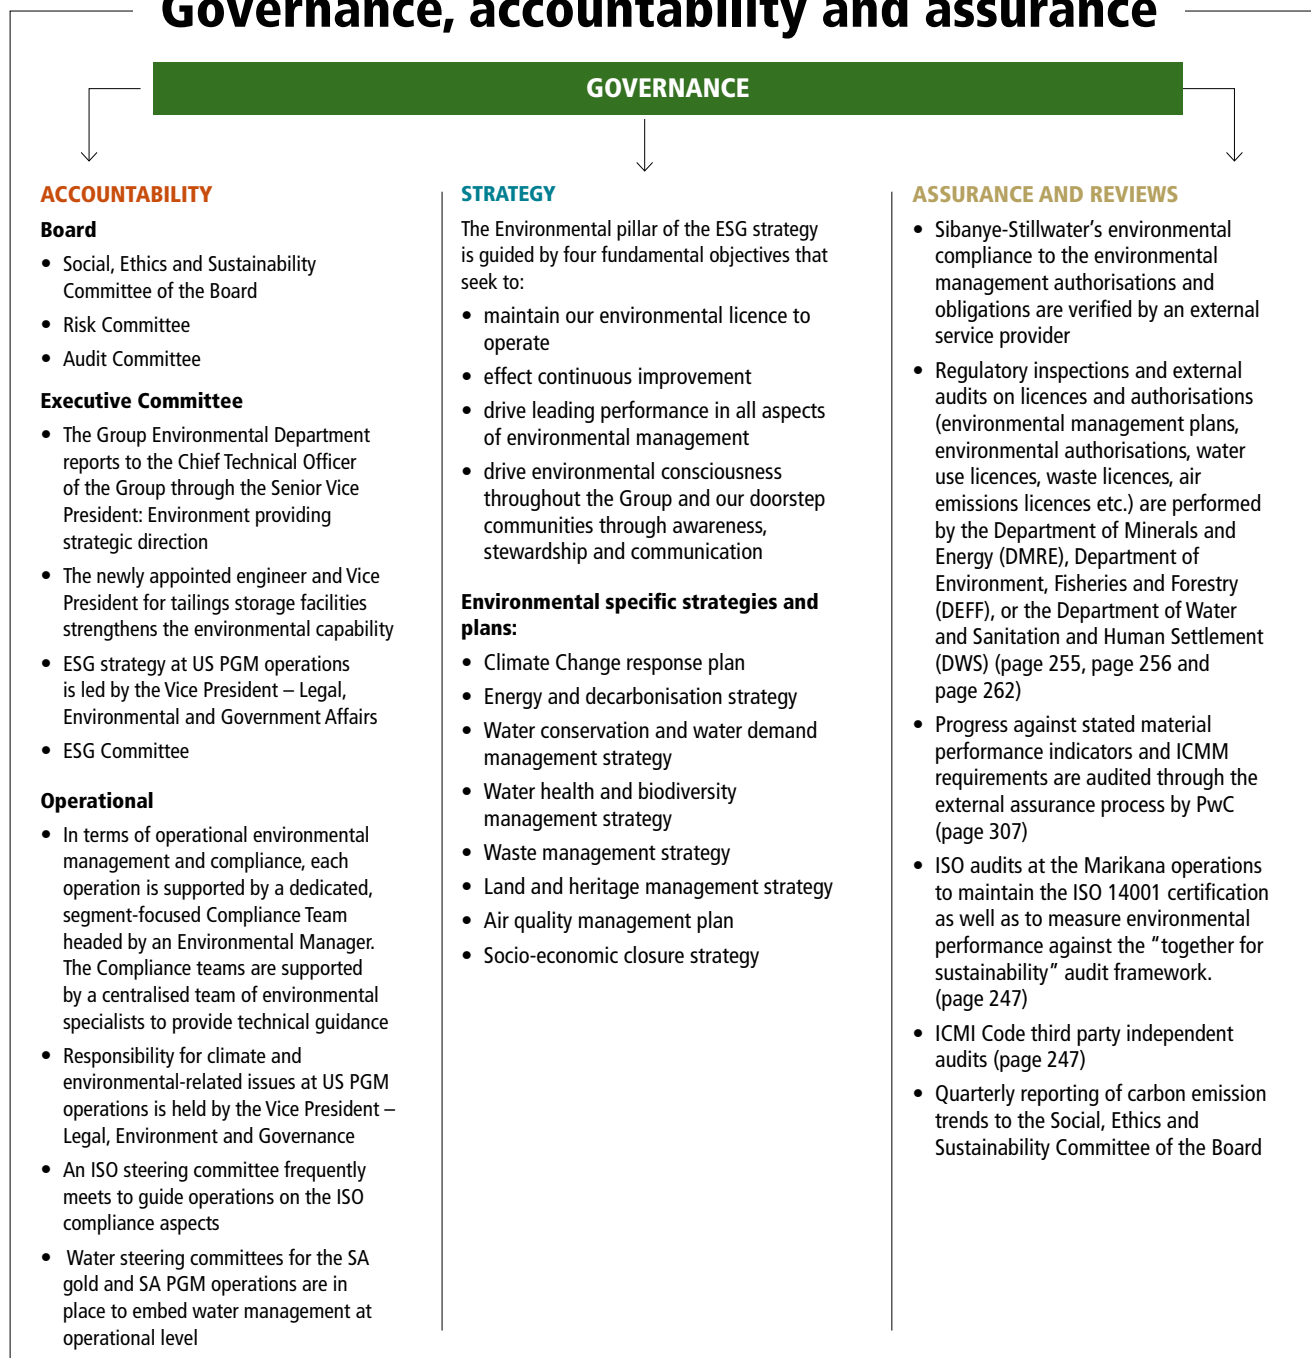 Governance, accountability and assurance
GOVERNANCE
ACCOUNTABILITY
Board
• Social, Ethics and Sustainability
Committee of the Board
• Risk Committee
• Audit Committee
Executive Committee
• The Group Environmental Department
reports to the Chief Technical Officer
of the Group through the Senior Vice
President: Environment providing
strategic direction
• The newly appointed engineer and Vice
President for tailings storage facilities
strengthens the environmental capability
• ESG strategy at US PGM operations
is led by the Vice President – Legal,
Environmental and Government Affairs
• ESG Committee
Operational
• In terms of operational environmental
management and compliance, each
operation is supported by a dedicated,
segment-focused Compliance Team
headed by an Environmental Manager.
The Compliance teams are supported
by a centralised team of environmental
specialists to provide technical guidance
• Responsibility for climate and
environmental-related issues at US PGM
operations is held by the Vice President –
Legal, Environment and Governance
• An ISO steering committee frequently
meets to guide operations on the ISO
compliance aspects
• Water steering committees for the SA
gold and SA PGM operations are in
place to embed water management at
operational level
STRATEGY
The Environmental pillar of the ESG strategy
is guided by four fundamental objectives that
seek to:
• maintain our environmental licence to
operate
• effect continuous improvement
• drive leading performance in all aspects
of environmental management
• drive environmental consciousness
throughout the Group and our doorstep
communities through awareness,
stewardship and communication
Environmental specific strategies and
plans:
• Climate Change response plan
• Energy and decarbonisation strategy
• Water conservation and water demand
management strategy
• Water health and biodiversity
management strategy
• Waste management strategy
• Land and heritage management strategy
• Air quality management plan
• Socio-economic closure strategy
ASSURANCE AND REVIEWS
• Sibanye-Stillwater’s environmental
compliance to the environmental
management authorisations and
obligations are verified by an external
service provider
• Regulatory inspections and external
audits on licences and authorisations
(environmental management plans,
environmental authorisations, water
use licences, waste licences, air
emissions licences etc.) are performed
by the Department of Minerals and
Energy (DMRE), Department of
Environment, Fisheries and Forestry
(DEFF), or the Department of Water
and Sanitation and Human Settlement
(DWS) (page 255, page 256 and
page 262)
• Progress against stated material
performance indicators and ICMM
requirements are audited through the
external assurance process by PwC
(page 307)
• ISO audits at the Marikana operations
to maintain the ISO 14001 certification
as well as to measure environmental
performance against the “together for
sustainability” audit framework.
(page 247)
• ICMI Code third party independent
audits (page 247)
• Quarterly reporting of carbon emission
trends to the Social, Ethics and
Sustainability Committee of the Board